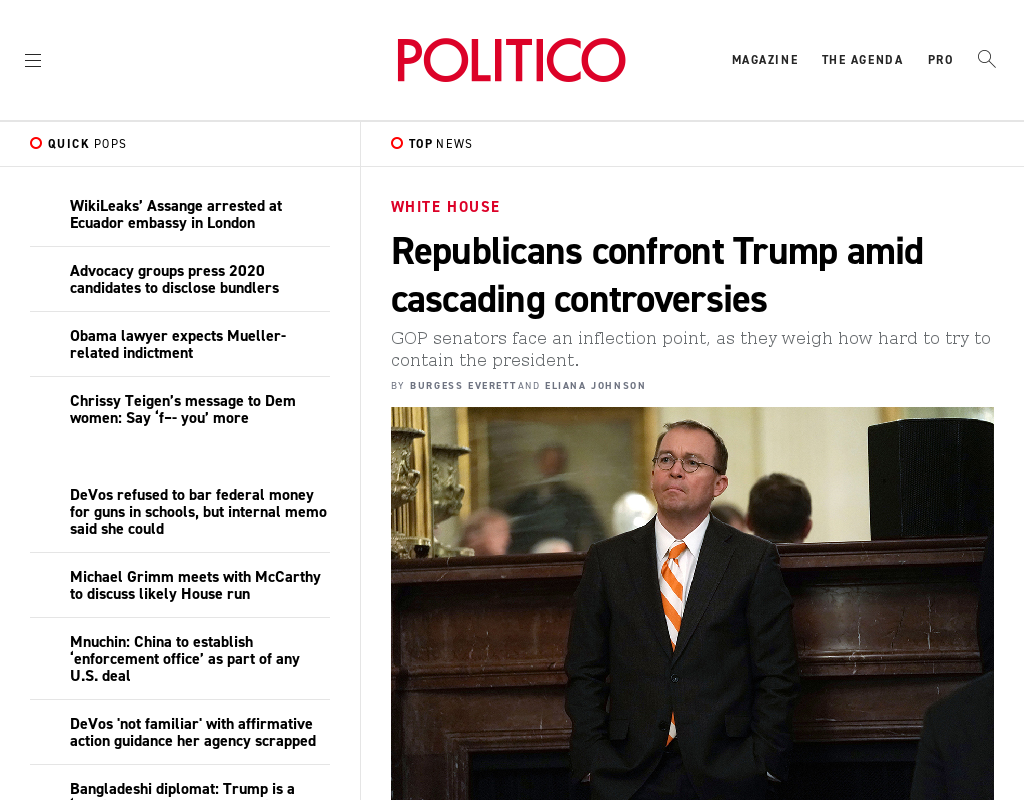 POLITICO
MAGAZINE
THE AGENDA
PRO
QUICK POPS
WikiLeaks’ Assange arrested at
Ecuador embassy in London
Advocacy groups press 2020
candidates to disclose bundlers
Obama lawyer expects Mueller-
related indictment
Chrissy Teigen’s message to Dem
women: Say ‘f–- you’ more
DeVos refused to bar federal money
for guns in schools, but internal memo
said she could
Michael Grimm meets with McCarthy
to discuss likely House run
Mnuchin: China to establish
‘enforcement office’ as part of any
U.S. deal
DeVos 'not familiar' with affirmative
action guidance her agency scrapped
Bangladeshi diplomat: Trump is a
TOP NEWS
WHITE HOUSE
Republicans confront Trump amid
cascading controversies
GOP senators face an inflection point, as they weigh how hard to try to
contain the president.
BY BURGESS EVERETT AND ELIANA JOHNSON